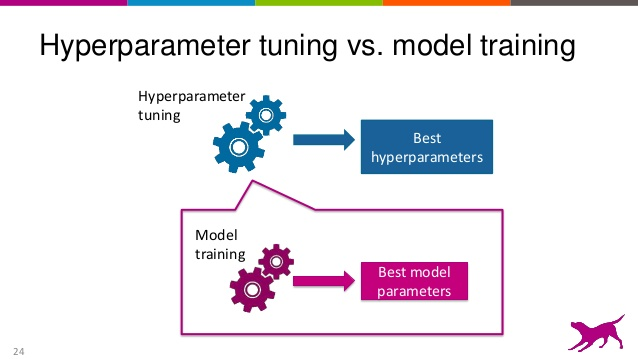 Hyperparameter tuning vs. model training
Hyperparameter
tuning
Best
hyperparameters
Model
training
Best model
parameters
24